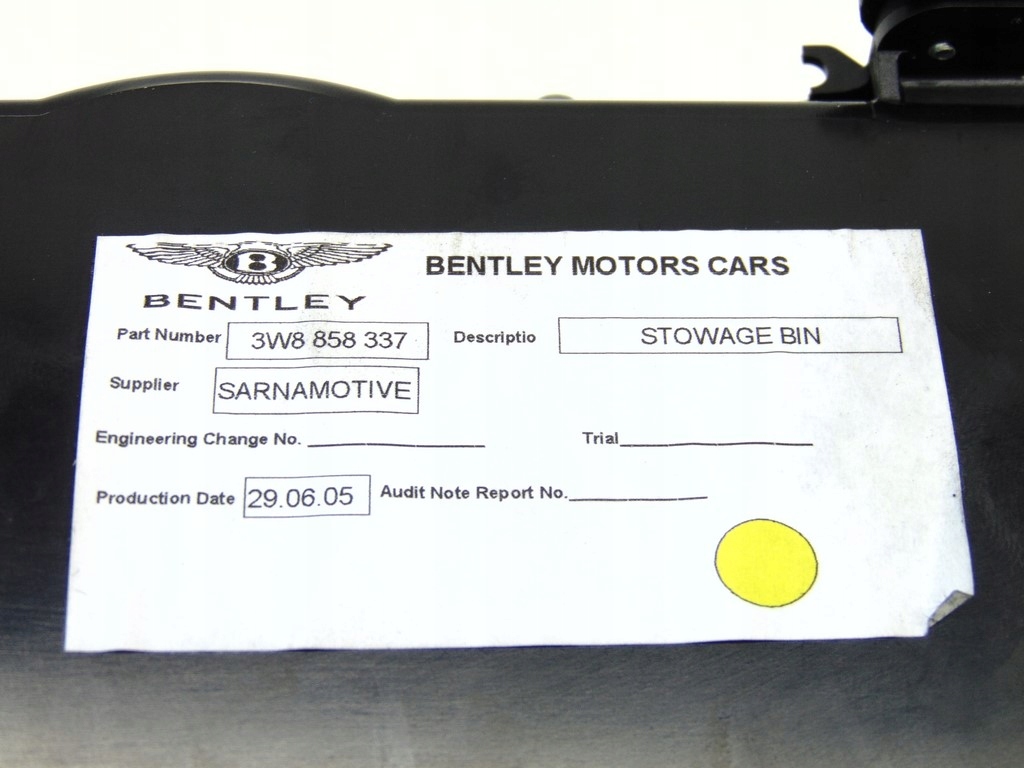 B
BENTLEY
BENTLEY MOTORS CARS
Part Number 3W8 858 337 Descriptio STOWAGE BIN
Supplier SARNAMOTIVE
Engineering Change No. Trial
Production Date 29.06.05 Audit Note Report No.